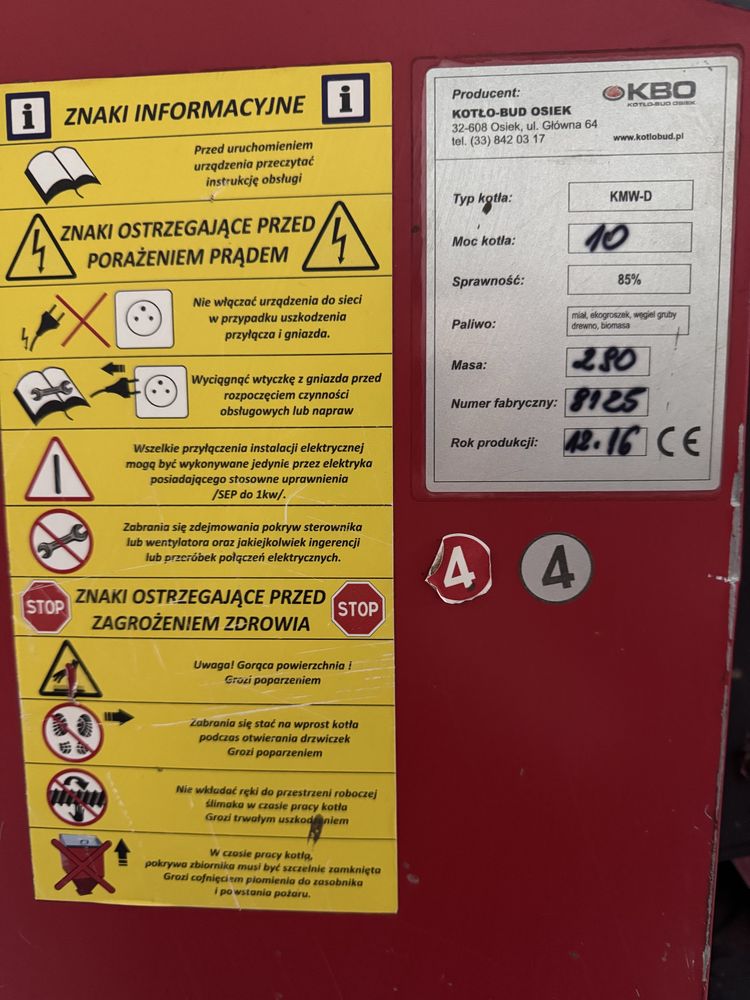 i ZNAKI INFORMACYJNE i
Przed uruchomieniem
urządzenia przeczytać
instrukcję obsługi
ZNAKI OSTRZEGAJĄCE PRZED
PORAŻENIEM PRĄDEM
Nie włączać urządzenia do sieci
w przypadku uszkodzenia
przyłącza i gniazda.
Wyciągnąć wtyczkę z gniazda przed
rozpoczęciem czynności
obsługowych lub napraw
Wszelkie przyłączenia instalacji elektrycznej
mogą być wykonywane jedynie przez elektryka
posiadającego stosowne uprawnienia
/SEP do 1kw/.
Zabrania się zdejmowania pokryw sterownika
lub wentylatora oraz jakiejkolwiek ingerencji
lub przeróbek połączeń elektrycznych.
STOP ZNAKI OSTRZEGAJĄCE PRZED STOP
ZAGROŻENIEM ZDROWIA
Uwaga! Gorąca powierzchnia i
Grozi poparzeniem
Zabrania się stać na wprost kotła
podczas otwierania drzwiczek
Grozi poparzeniem
Nie wkładać ręki do przestrzeni roboczej
ślimaka w czasie pracy kotła
Grozi trwałym uszkodzeniem
W czasie pracy kotła,
pokrywa zbiornika musi być szczelnie zamknięta
Grozi cofnięciem płomienia do zasobnika
i powstania pożaru.
Producent:
KOTŁO-BUD OSIEK
32-608 Osiek, ul. Główna 64
tel. (33) 842 03 17
KBO
KOTŁO-BUD OSIEK
www.kotlobud.pl
Typ kotła: KMW-D
Moc kotła: 10
Sprawność: 85%
Paliwo: miał, ekogroszek, węgiel gruby
drewno, biomasa
Masa: 290
Numer fabryczny: 8125
Rok produkcji: 12.16 CE
4 4